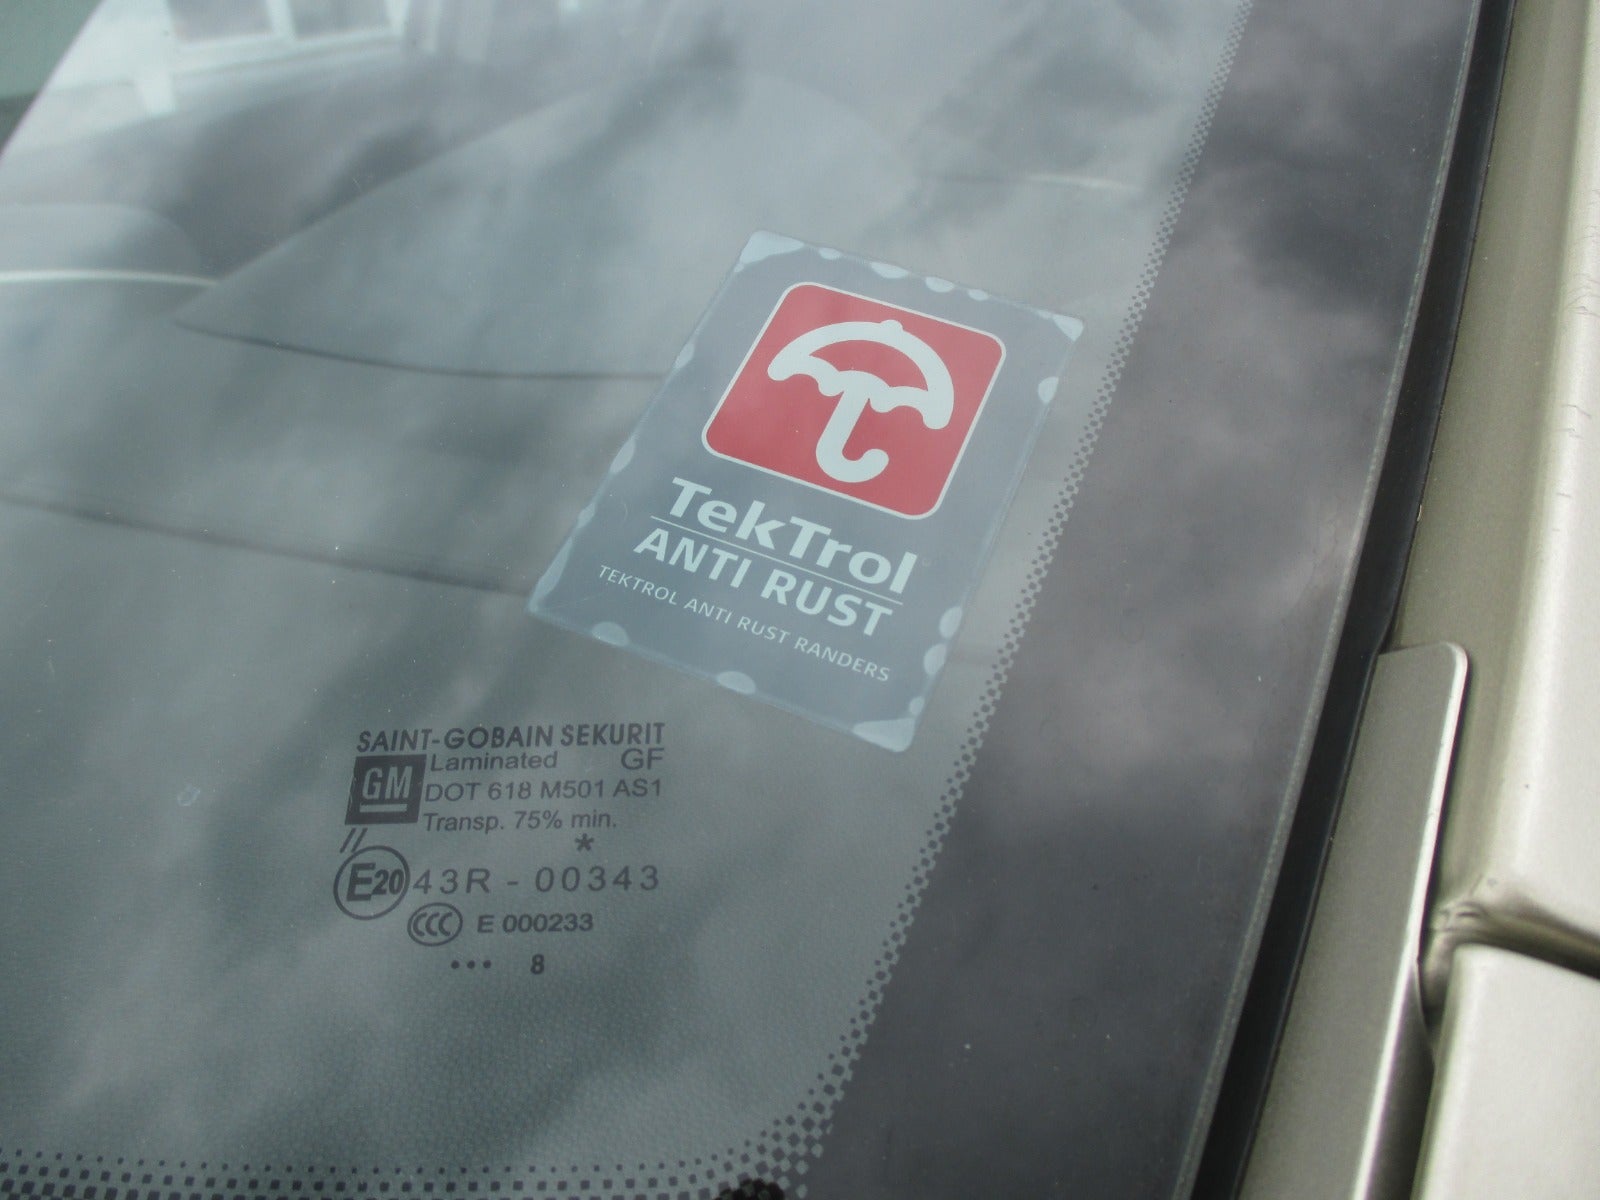 TekTrol
ANTI RUST
TEKTROL ANTI RUST RANDERS
SAINT-GOBAIN SEKURIT
GM
Laminated GF
DOT 618 M501 AS1
Transp. 75% min.
//
*
E20 43R - 00343
CCC E 000233
••• 8